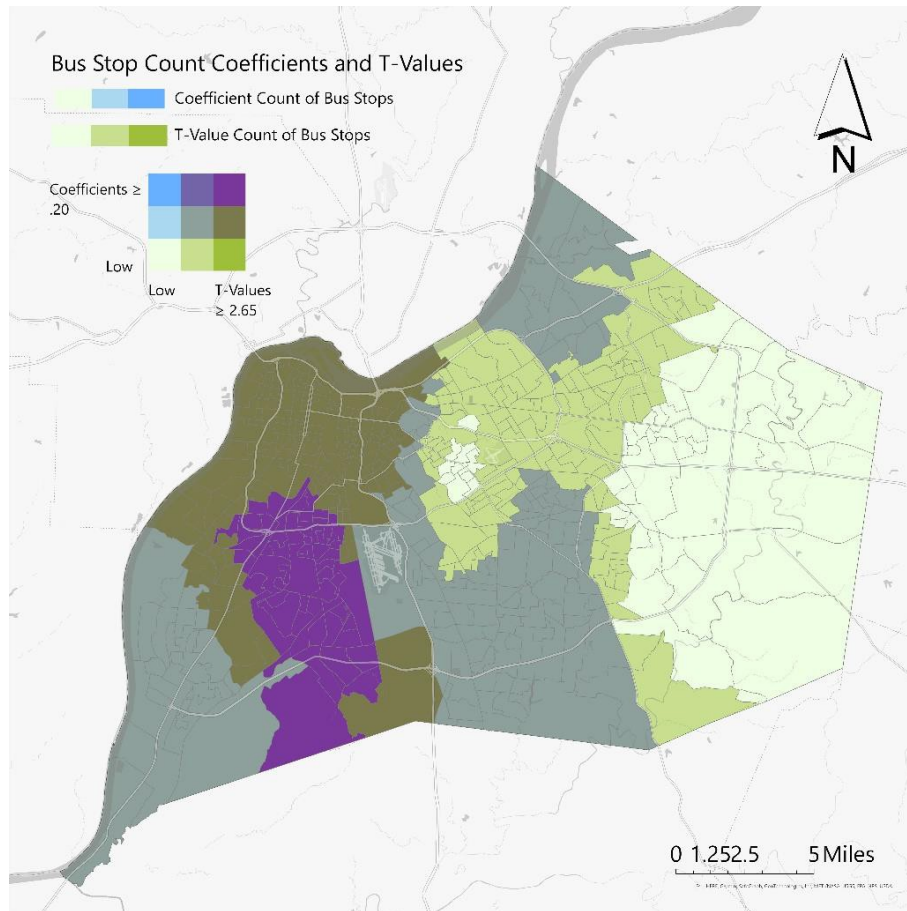 Bus Stop Count Coefficients and T-Values
Coefficient Count of Bus Stops
T-Value Count of Bus Stops
Coefficients ≥
.20
Low
Low
T-Values
≥ 2.65
N
0 1.252.5 5 Miles